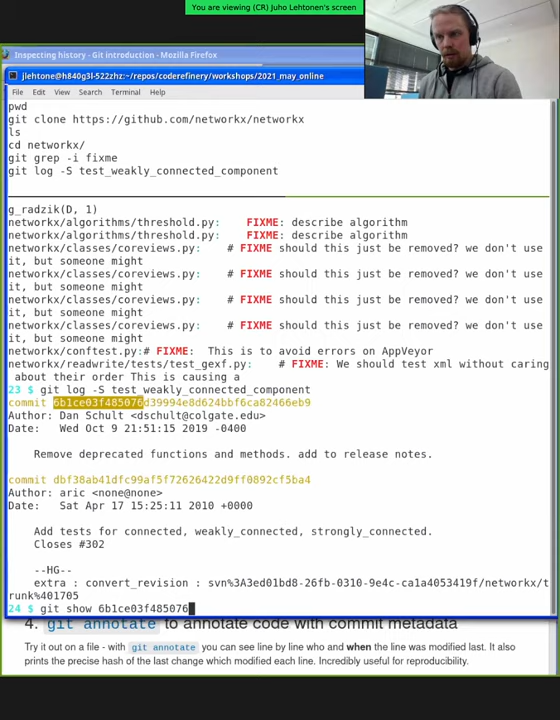 You are viewing (CR) Juho Lehtonen's screen
Inspecting history - Git introduction - Mozilla Firefox
jlehtone@h840g3l-522zhz:~/repos/coderefinery/workshops/2021_may_online
File Edit View Search Terminal Help
pwd
git clone https://github.com/networkx/networkx
ls
cd networkx/
git grep -i fixme
git log -S test_weakly_connected_component
g_radzik(D, 1)
networkx/algorithms/threshold.py:    FIXME: describe algorithm
networkx/algorithms/threshold.py:    FIXME: describe algorithm
networkx/classes/coreviews.py:    # FIXME should this just be removed? we don't use
it, but someone might
networkx/classes/coreviews.py:    # FIXME should this just be removed? we don't use
it, but someone might
networkx/classes/coreviews.py:    # FIXME should this just be removed? we don't use
it, but someone might
networkx/classes/coreviews.py:    # FIXME should this just be removed? we don't use
it, but someone might
networkx/conftest.py:# FIXME:  This is to avoid errors on AppVeyor
networkx/readwrite/tests/test_gexf.py:    # FIXME: We should test xml without caring
about their order This is causing a
23 $ git log -S test_weakly_connected_component
commit 6b1ce03f485076d39994e8d624bbf6ca82466eb9
Author: Dan Schult <dschult@colgate.edu>
Date:   Wed Oct 9 21:51:15 2019 -0400
Remove deprecated functions and methods. add to release notes.
commit dbf38ab41dfc99af5f72626422d9ff0892cf5ba4
Author: aric <none@none>
Date:   Sat Apr 17 15:25:11 2010 +0000
Add tests for connected, weakly_connected, strongly_connected.
Closes #302
--HG--
extra : convert_revision : svn%3A3ed01bd8-26fb-0310-9e4c-ca1a4053419f/networkx/t
runk%401705
24 $ git show 6b1ce03f485076
4. git annotate to annotate code with commit metadata
Try it out on a file - with git annotate you can see line by line who and when the line was modified last. It also
prints the precise hash of the last change which modified each line. Incredibly useful for reproducibility.